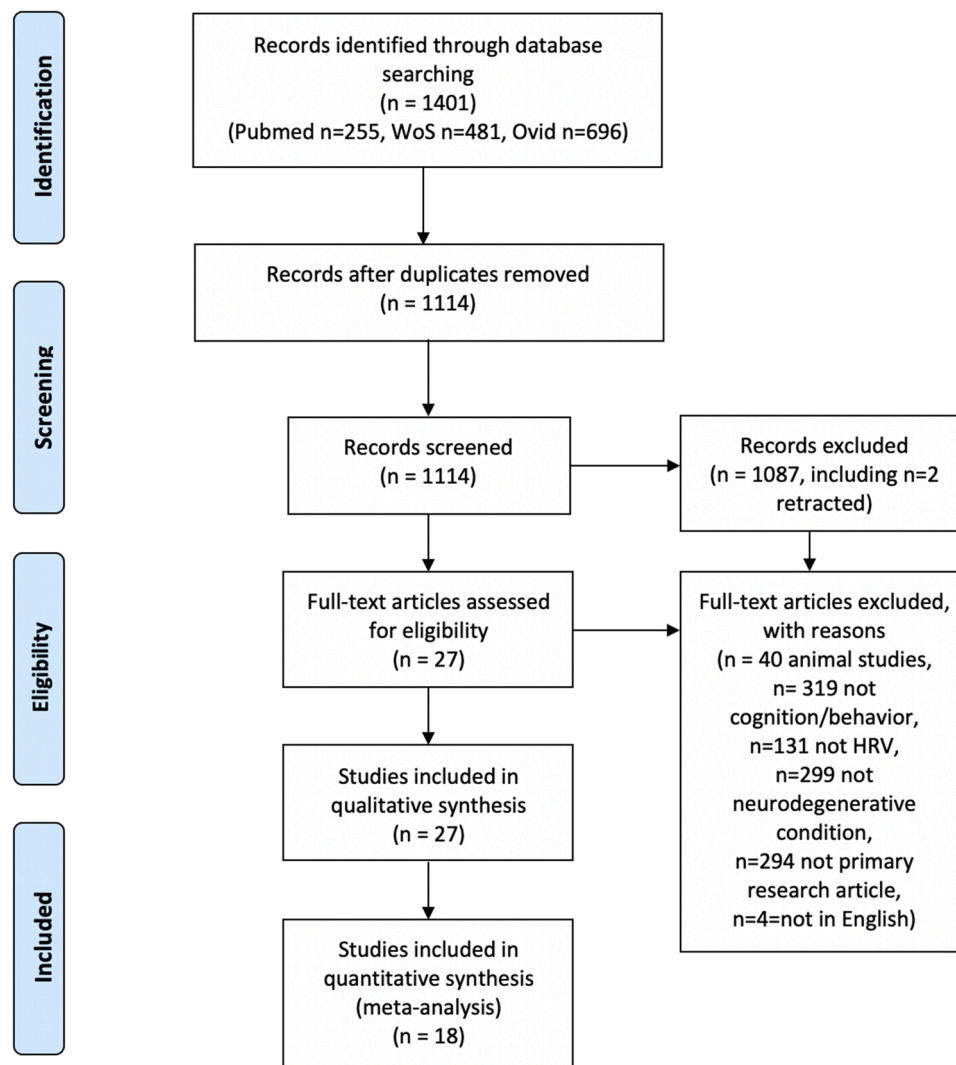 Identification
Records identified through database
searching
(n = 1401)
(Pubmed n=255, WoS n=481, Ovid n=696)
Screening
Records after duplicates removed
(n = 1114)
Records screened
(n = 1114)
Records excluded
(n = 1087, including n=2
retracted)
Eligibility
Full-text articles assessed
for eligibility
(n = 27)
Full-text articles excluded,
with reasons
(n = 40 animal studies,
n= 319 not
cognition/behavior,
n=131 not HRV,
n=299 not
neurodegenerative
condition,
n=294 not primary
research article,
n=4=not in English)
Studies included in
qualitative synthesis
(n = 27)
Included
Studies included in
quantitative synthesis
(meta-analysis)
(n = 18)